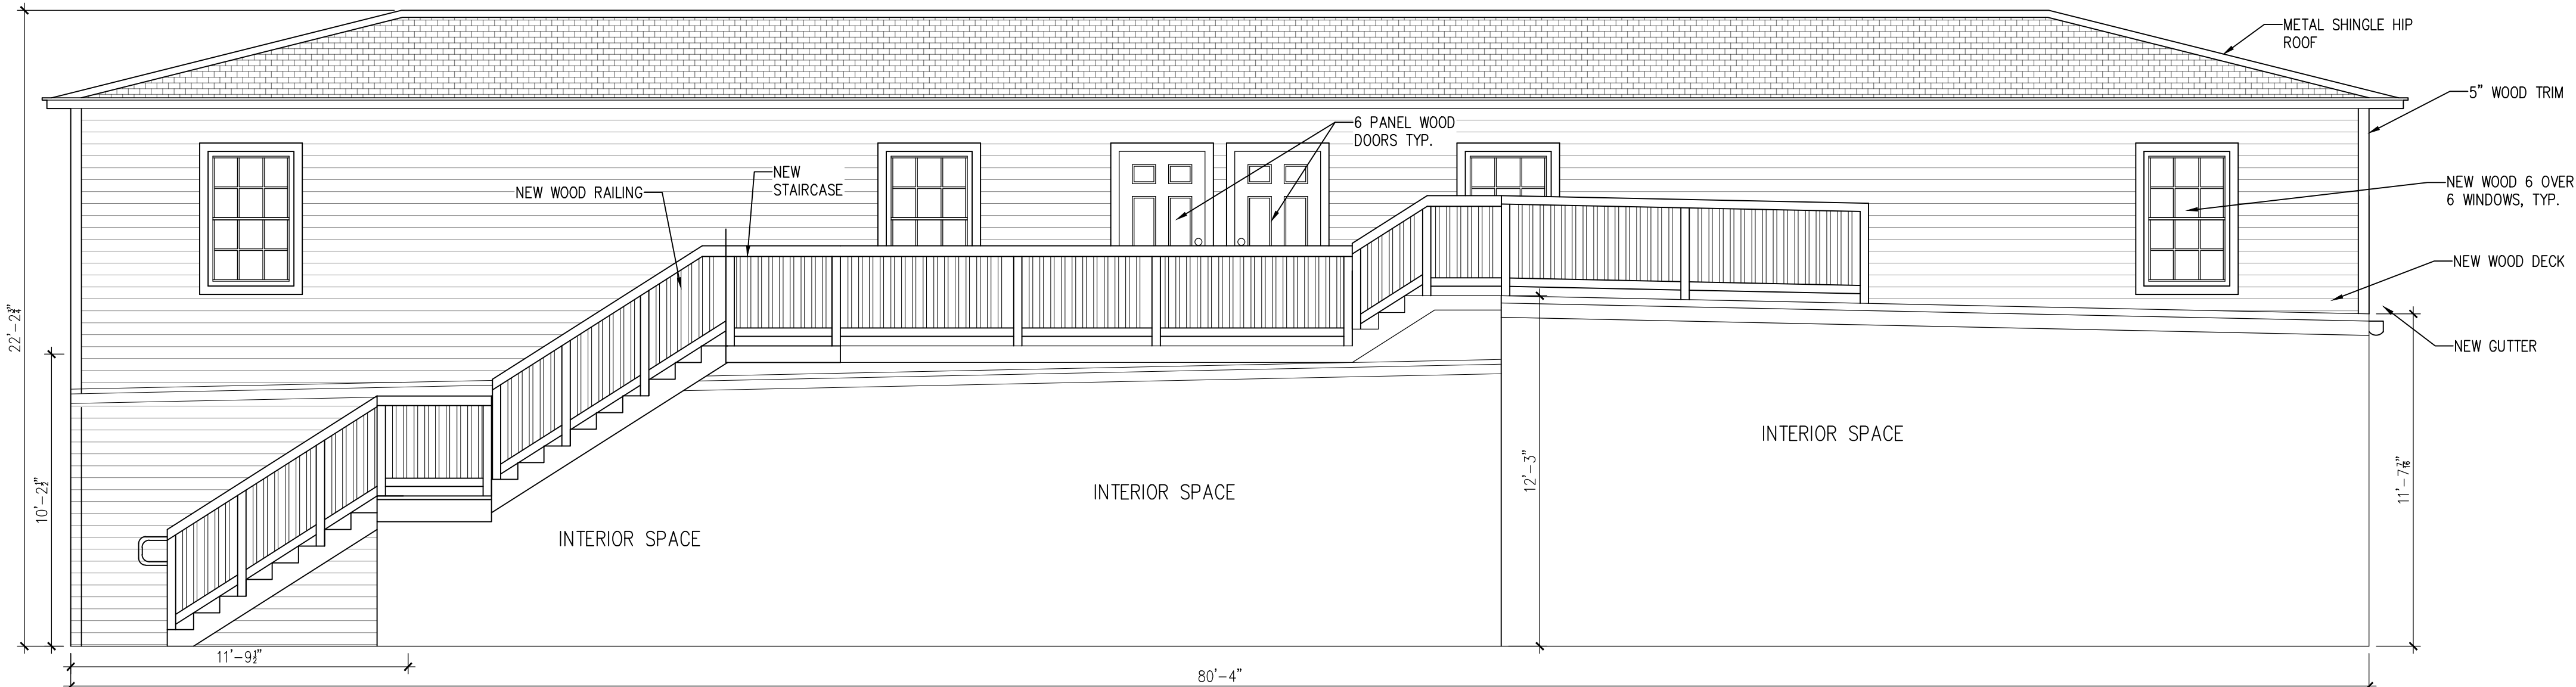 METAL SHINGLE HIP
ROOF
5" WOOD TRIM
6 PANEL WOOD
DOORS TYP.
NEW
STAIRCASE
NEW WOOD RAILING
NEW WOOD 6 OVER
6 WINDOWS, TYP.
NEW WOOD DECK
NEW GUTTER
22'-2¾"
10'-2½"
INTERIOR SPACE
INTERIOR SPACE
INTERIOR SPACE
12'-3"
11'-7⅞"
11'-9½"
80'-4"